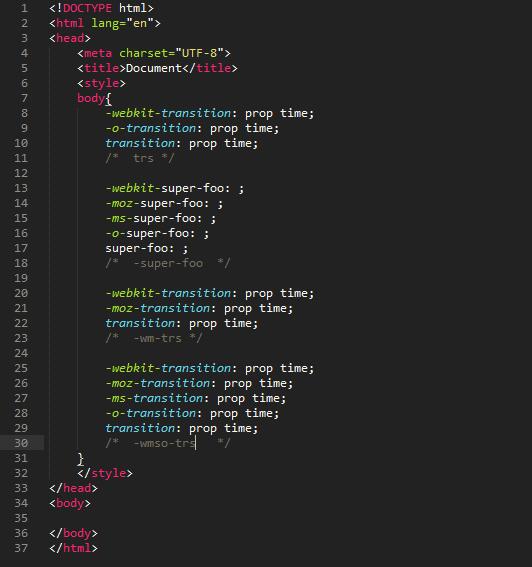 1 <!DOCTYPE html>
2 <html lang="en">
3 <head>
4     <meta charset="UTF-8">
5     <title>Document</title>
6     <style>
7     body{
8         -webkit-transition: prop time;
9         -o-transition: prop time;
10         transition: prop time;
11         /*  trs */
12
13         -webkit-super-foo: ;
14         -moz-super-foo: ;
15         -ms-super-foo: ;
16         -o-super-foo: ;
17         super-foo: ;
18         /*  -super-foo  */
19
20         -webkit-transition: prop time;
21         -moz-transition: prop time;
22         transition: prop time;
23         /*  -wm-trs */
24
25         -webkit-transition: prop time;
26         -moz-transition: prop time;
27         -ms-transition: prop time;
28         -o-transition: prop time;
29         transition: prop time;
30         /*  -wmso-trs   */
31     }
32     </style>
33 </head>
34 <body>
35
36 </body>
37 </html>